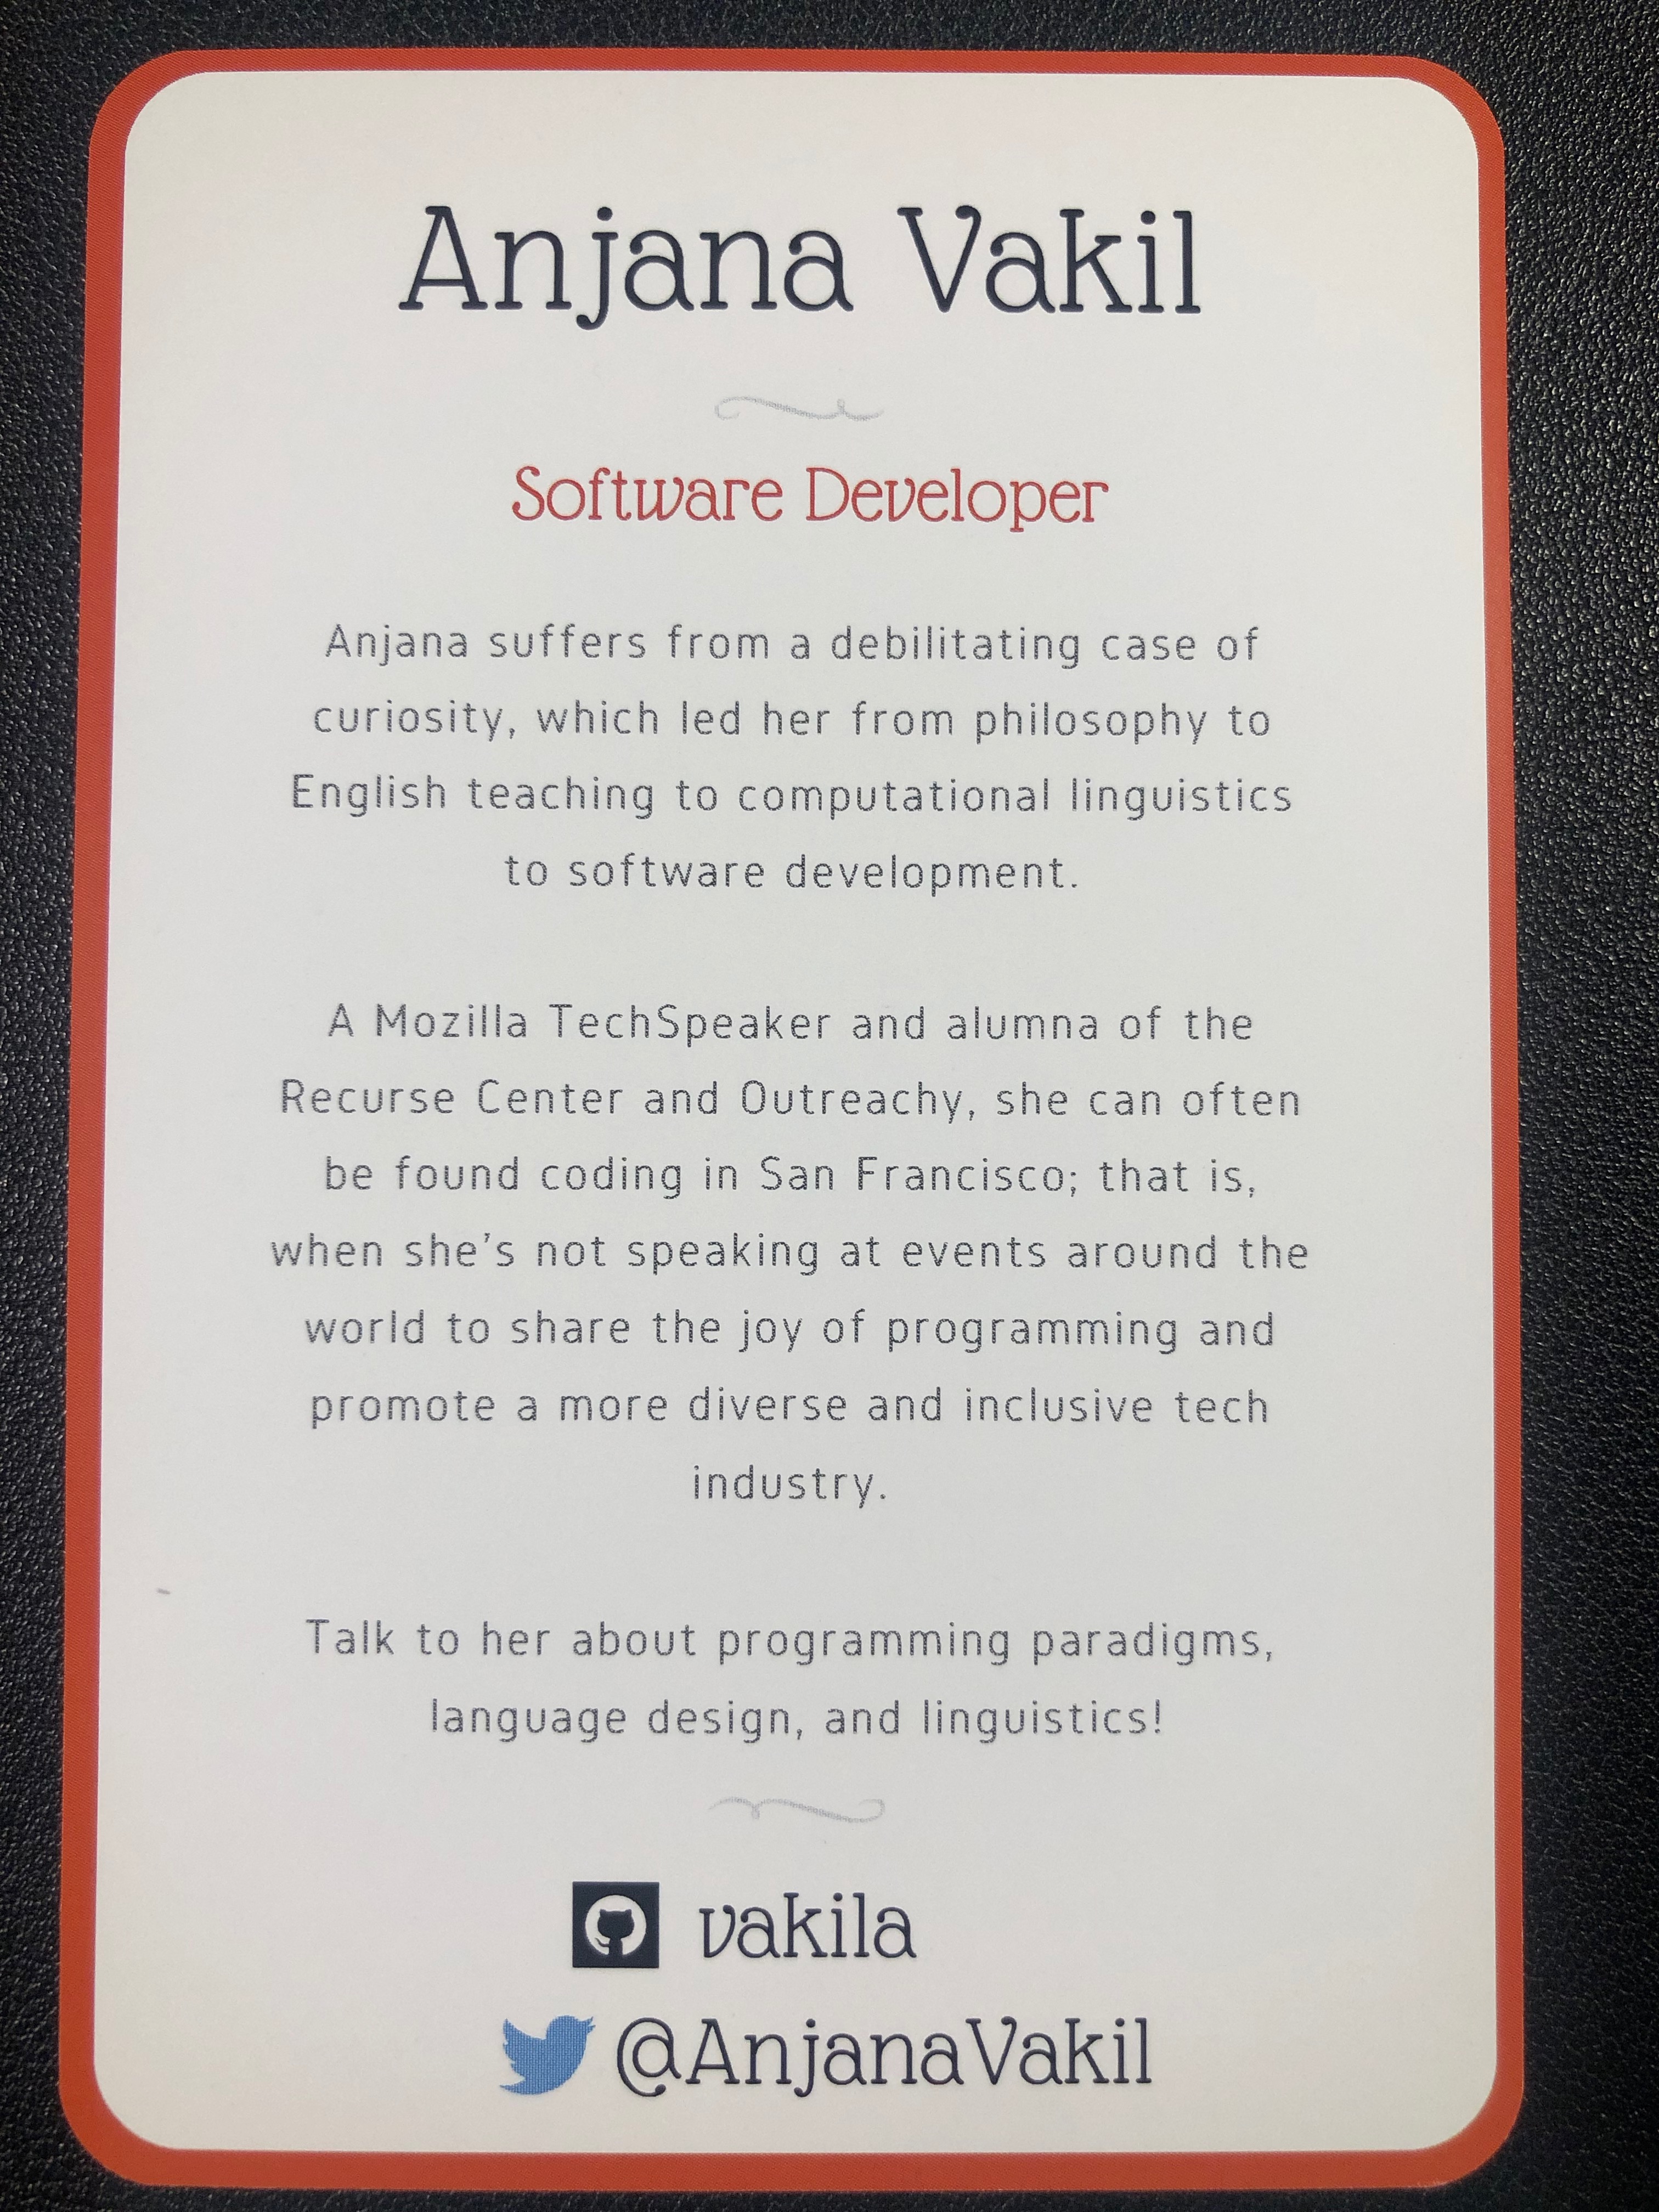 Anjana Vakil
Software Developer
Anjana suffers from a debilitating case of
curiosity, which led her from philosophy to
English teaching to computational linguistics
to software development.
A Mozilla TechSpeaker and alumna of the
Recurse Center and Outreachy, she can often
be found coding in San Francisco; that is,
when she's not speaking at events around the
world to share the joy of programming and
promote a more diverse and inclusive tech
industry.
Talk to her about programming paradigms,
language design, and linguistics!
vakila
@AnjanaVakil